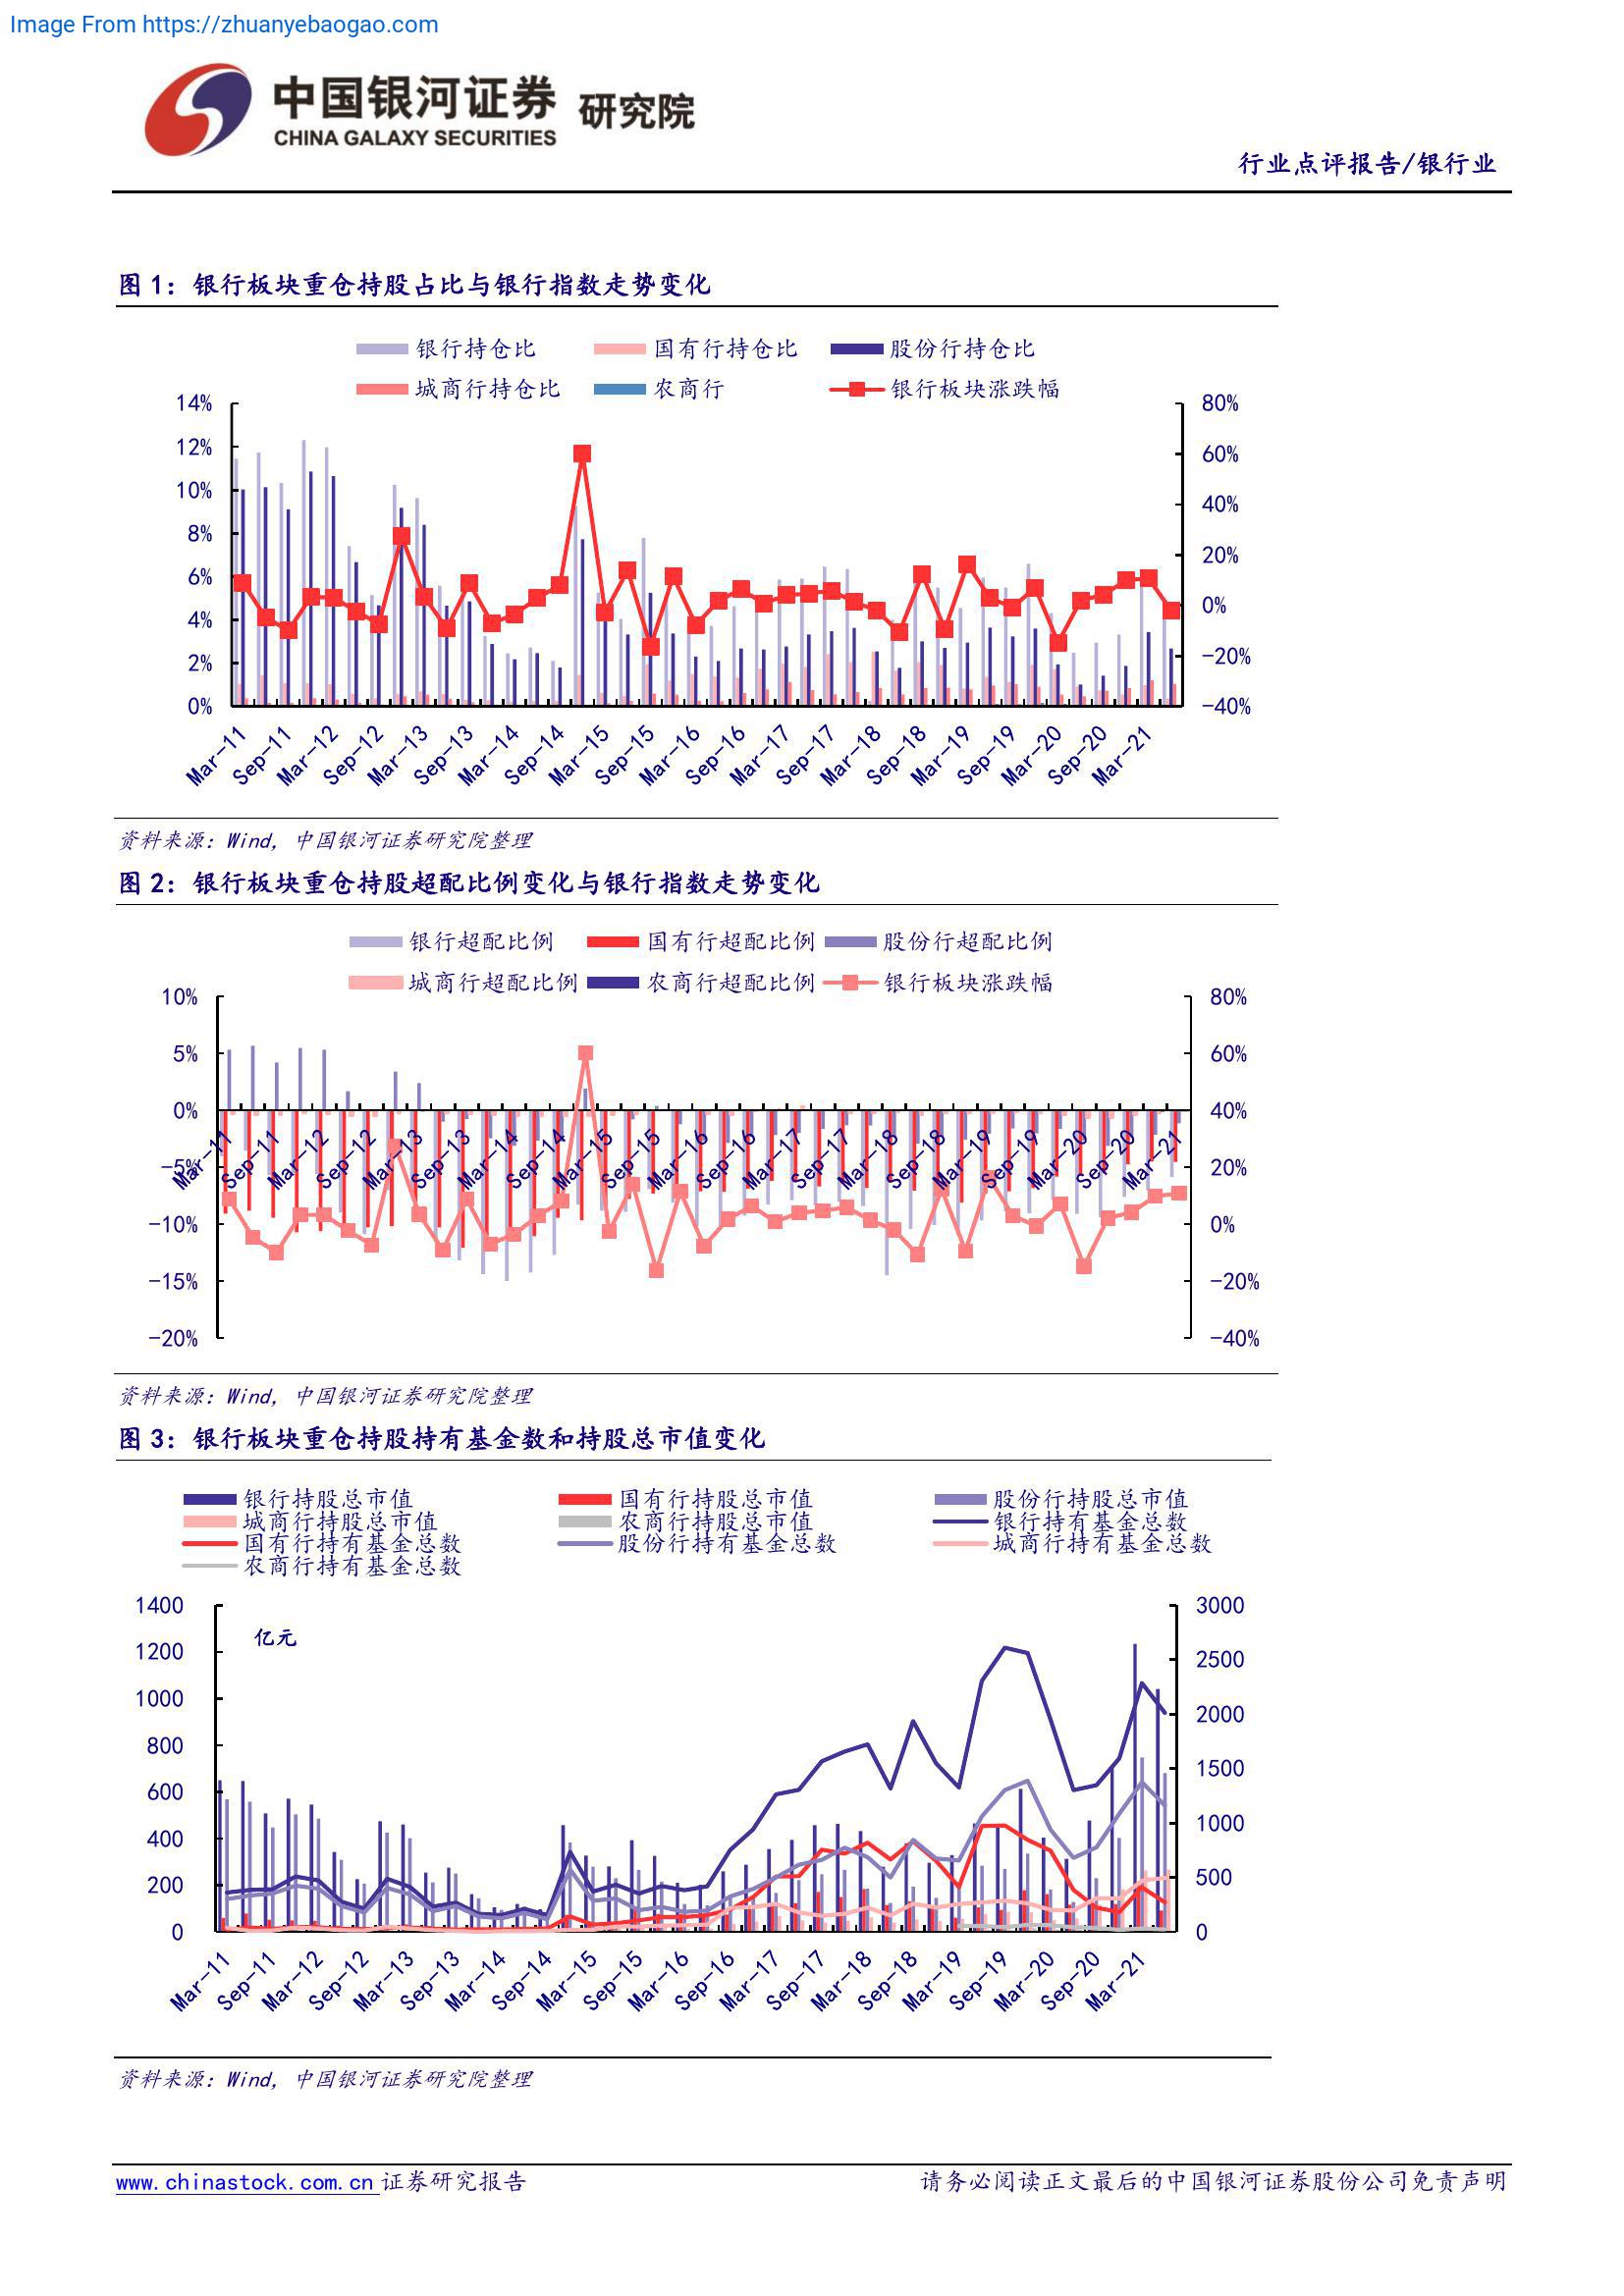 Image From https://zhuanyebaogao.com
中国银河证券 研究院
CHINA GALAXY SECURITIES
行业点评报告/银行业
图 1：银行板块重仓持股占比与银行指数走势变化
银行持仓比 国有行持仓比 股份行持仓比
城商行持仓比 农商行 银行板块涨跌幅
14% 80%
12% 60%
10% 40%
8% 20%
6% 0%
4% -20%
2% -40%
0%
Mar-11 Sep-11 Mar-12 Sep-12 Mar-13 Sep-13 Mar-14 Sep-14 Mar-15 Sep-15 Mar-16 Sep-16 Mar-17 Sep-17 Mar-18 Sep-18 Mar-19 Sep-19 Mar-20 Sep-20 Mar-21
资料来源：Wind, 中国银河证券研究院整理
图 2：银行板块重仓持股超配比例变化与银行指数走势变化
银行超配比例 国有行超配比例 股份行超配比例
城商行超配比例 农商行超配比例 银行板块涨跌幅
10% 80%
5% 60%
0% 40%
Mar-11 Sep-11 Mar-12 Sep-12 Mar-13 Sep-13 Mar-14 Sep-14 Mar-15 Sep-15 Mar-16 Sep-16 Mar-17 Sep-17 Mar-18 Sep-18 Mar-19 Sep-19 Mar-20 Sep-20 Mar-21
-5% 20%
-10% 0%
-15% -20%
-20% -40%
资料来源：Wind, 中国银河证券研究院整理
图 3：银行板块重仓持股持有基金数和持股总市值变化
银行持股总市值 国有行持股总市值 股份行持股总市值
城商行持股总市值 农商行持股总市值 银行持有基金总数
国有行持有基金总数 股份行持有基金总数 城商行持有基金总数
农商行持有基金总数
亿元
1400 3000
1200 2500
1000 2000
800 1500
600 1000
400 500
200 0
0
Mar-11 Sep-11 Mar-12 Sep-12 Mar-13 Sep-13 Mar-14 Sep-14 Mar-15 Sep-15 Mar-16 Sep-16 Mar-17 Sep-17 Mar-18 Sep-18 Mar-19 Sep-19 Mar-20 Sep-20 Mar-21
资料来源：Wind, 中国银河证券研究院整理
www.chinastock.com.cn 证券研究报告 请务必阅读正文最后的中国银河证券股份公司免责声明